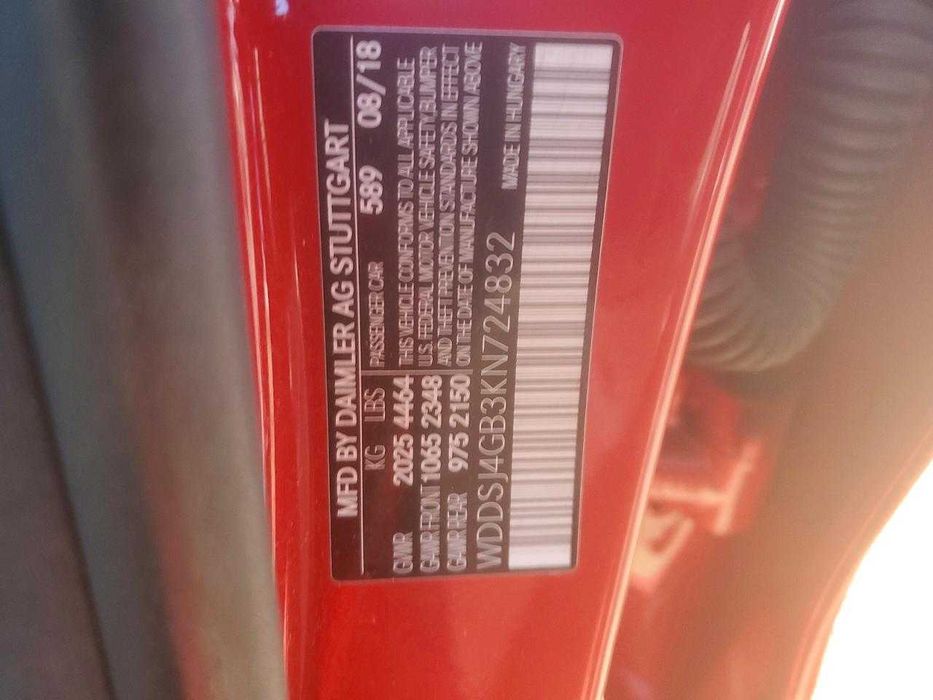 MFD BY DAIMLER AG STUTTGART
KG LBS PASSENGER CAR 589 08/18
GVWR 2025 4464 THIS VEHICLE CONFORMS TO ALL APPLICABLE
GAWR FRONT 1065 2348 U.S. FEDERAL MOTOR VEHICLE SAFETY,BUMPER
GAWR REAR 975 2150 AND THEFT PREVENTION STANDARDS IN EFFECT
ON THE DATE OF MANUFACTURE SHOWN ABOVE
WDDSJ4GB3KN724832 MADE IN HUNGARY